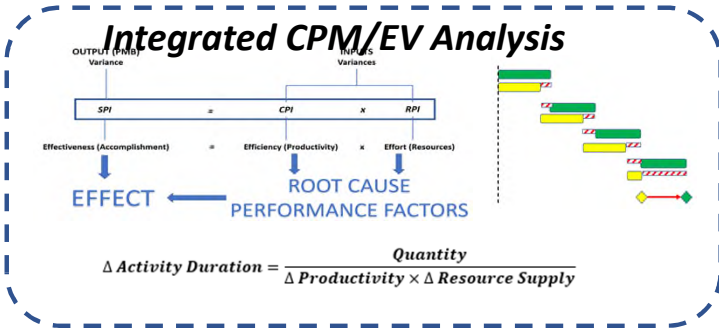 Integrated CPM/EV Analysis
OUTPUT (PMB)
Variance
INPUTS
Variances
SPI = CPI x RPI
Effectiveness (Accomplishment) = Efficiency (Productivity) x Effort (Resources)
EFFECT
ROOT CAUSE
PERFORMANCE FACTORS
Δ Activity Duration = Quantity / Δ Productivity × Δ Resource Supply